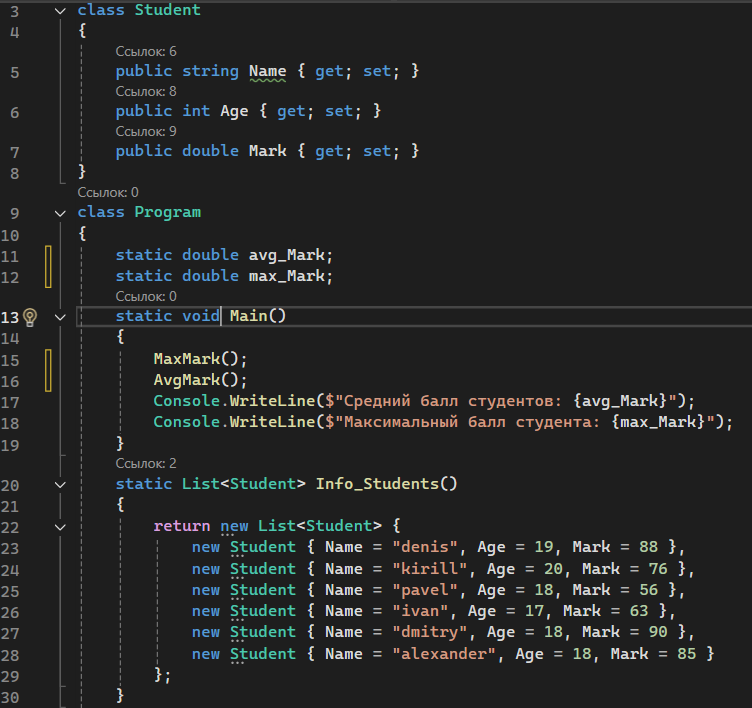 3 class Student
4 {
Ссылок: 6
5 public string Name { get; set; }
Ссылок: 8
6 public int Age { get; set; }
Ссылок: 9
7 public double Mark { get; set; }
8 }
Ссылок: 0
9 class Program
10 {
11 static double avg_Mark;
12 static double max_Mark;
Ссылок: 0
13 static void Main()
14 {
15 MaxMark();
16 AvgMark();
17 Console.WriteLine($"Средний балл студентов: {avg_Mark}");
18 Console.WriteLine($"Максимальный балл студента: {max_Mark}");
19 }
Ссылок: 2
20 static List<Student> Info_Students()
21 {
22 return new List<Student> {
23 new Student { Name = "denis", Age = 19, Mark = 88 },
24 new Student { Name = "kirill", Age = 20, Mark = 76 },
25 new Student { Name = "pavel", Age = 18, Mark = 56 },
26 new Student { Name = "ivan", Age = 17, Mark = 63 },
27 new Student { Name = "dmitry", Age = 18, Mark = 90 },
28 new Student { Name = "alexander", Age = 18, Mark = 85 }
29 };
30 }